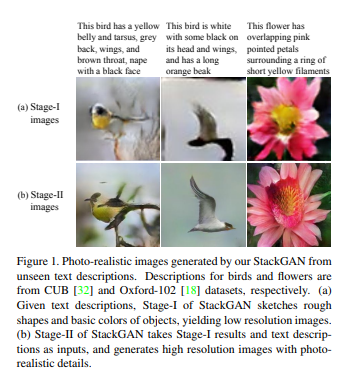 This bird has a yellow
belly and tarsus, grey
back, wings, and
brown throat, nape
with a black face
This bird is white
with some black on
its head and wings,
and has a long
orange beak
This flower has
overlapping pink
pointed petals
surrounding a ring of
short yellow filaments
(a) Stage-I
images
(b) Stage-II
images
Figure 1. Photo-realistic images generated by our StackGAN from
unseen text descriptions. Descriptions for birds and flowers are
from CUB [32] and Oxford-102 [18] datasets, respectively. (a)
Given text descriptions, Stage-I of StackGAN sketches rough
shapes and basic colors of objects, yielding low resolution images.
(b) Stage-II of StackGAN takes Stage-I results and text descrip-
tions as inputs, and generates high resolution images with photo-
realistic details.